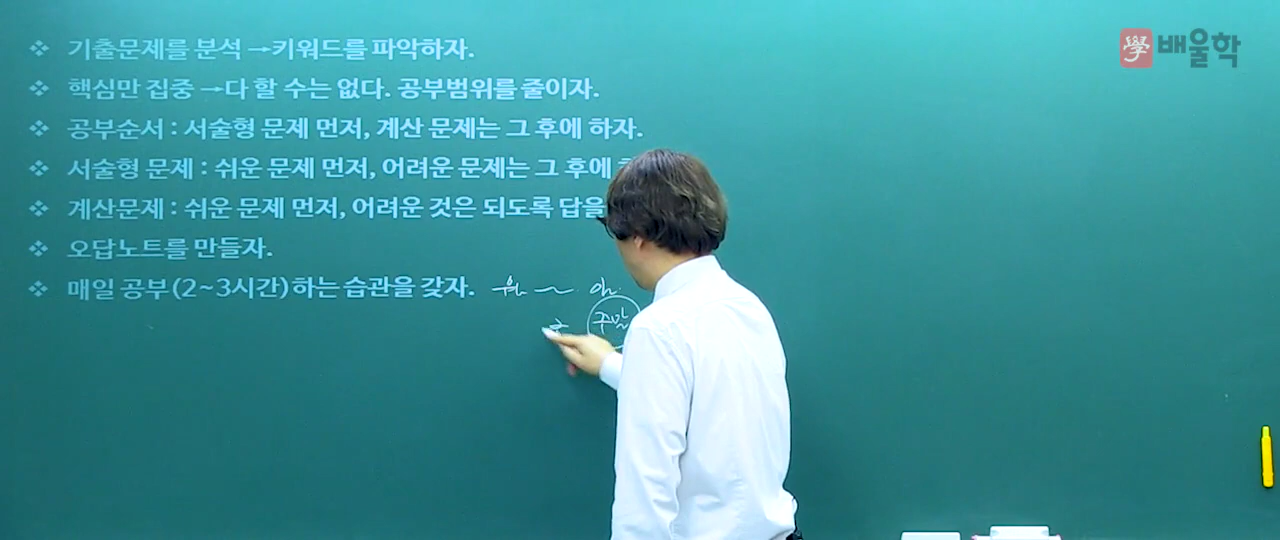 ❖ 기출문제를 분석 →키워드를 파악하자.
學 배울학
❖ 핵심만 집중 →다 할 수는 없다. 공부범위를 줄이자.
❖ 공부순서 : 서술형 문제 먼저, 계산 문제는 그 후에 하자.
❖ 서술형 문제 : 쉬운 문제 먼저, 어려운 문제는 그 후에
❖ 계산문제 : 쉬운 문제 먼저, 어려운 것은 되도록 답을
❖ 오답노트를 만들자.
❖ 매일 공부(2~3시간)하는 습관을 갖자. 월 ~
주말